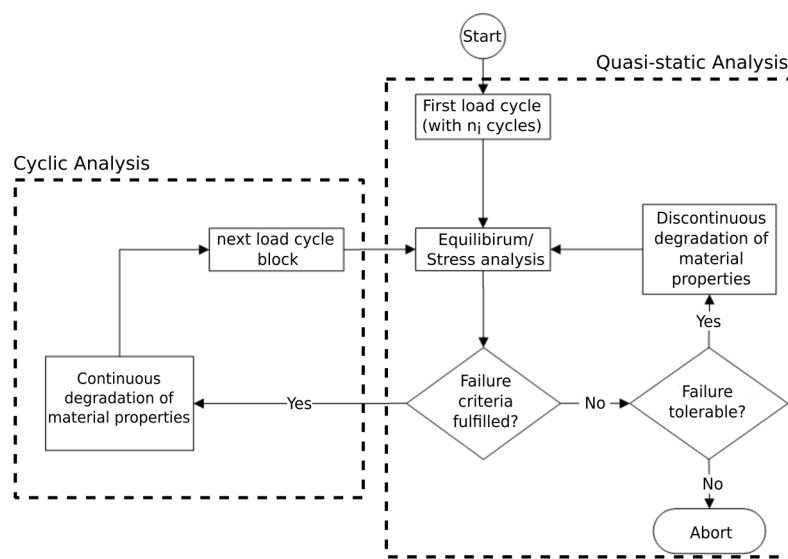 Start
Quasi-static Analysis
First load cycle
(with ni cycles)
Cyclic Analysis
next load cycle
block
Equilibirum/
Stress analysis
Discontinuous
degradation of
material
properties
Yes
Continuous
degradation of
material properties
Yes
Failure
criteria
fulfilled?
No
Failure
tolerable?
No
Abort